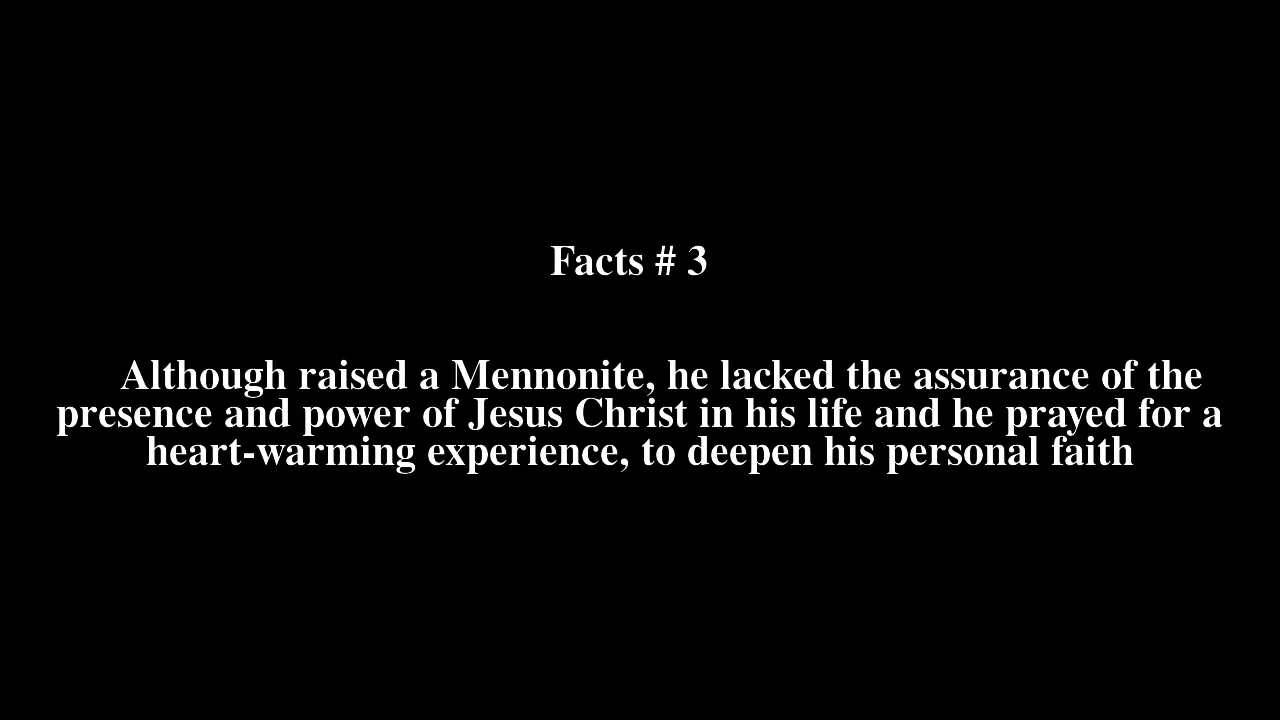 Facts # 3
Although raised a Mennonite, he lacked the assurance of the
presence and power of Jesus Christ in his life and he prayed for a
heart-warming experience, to deepen his personal faith